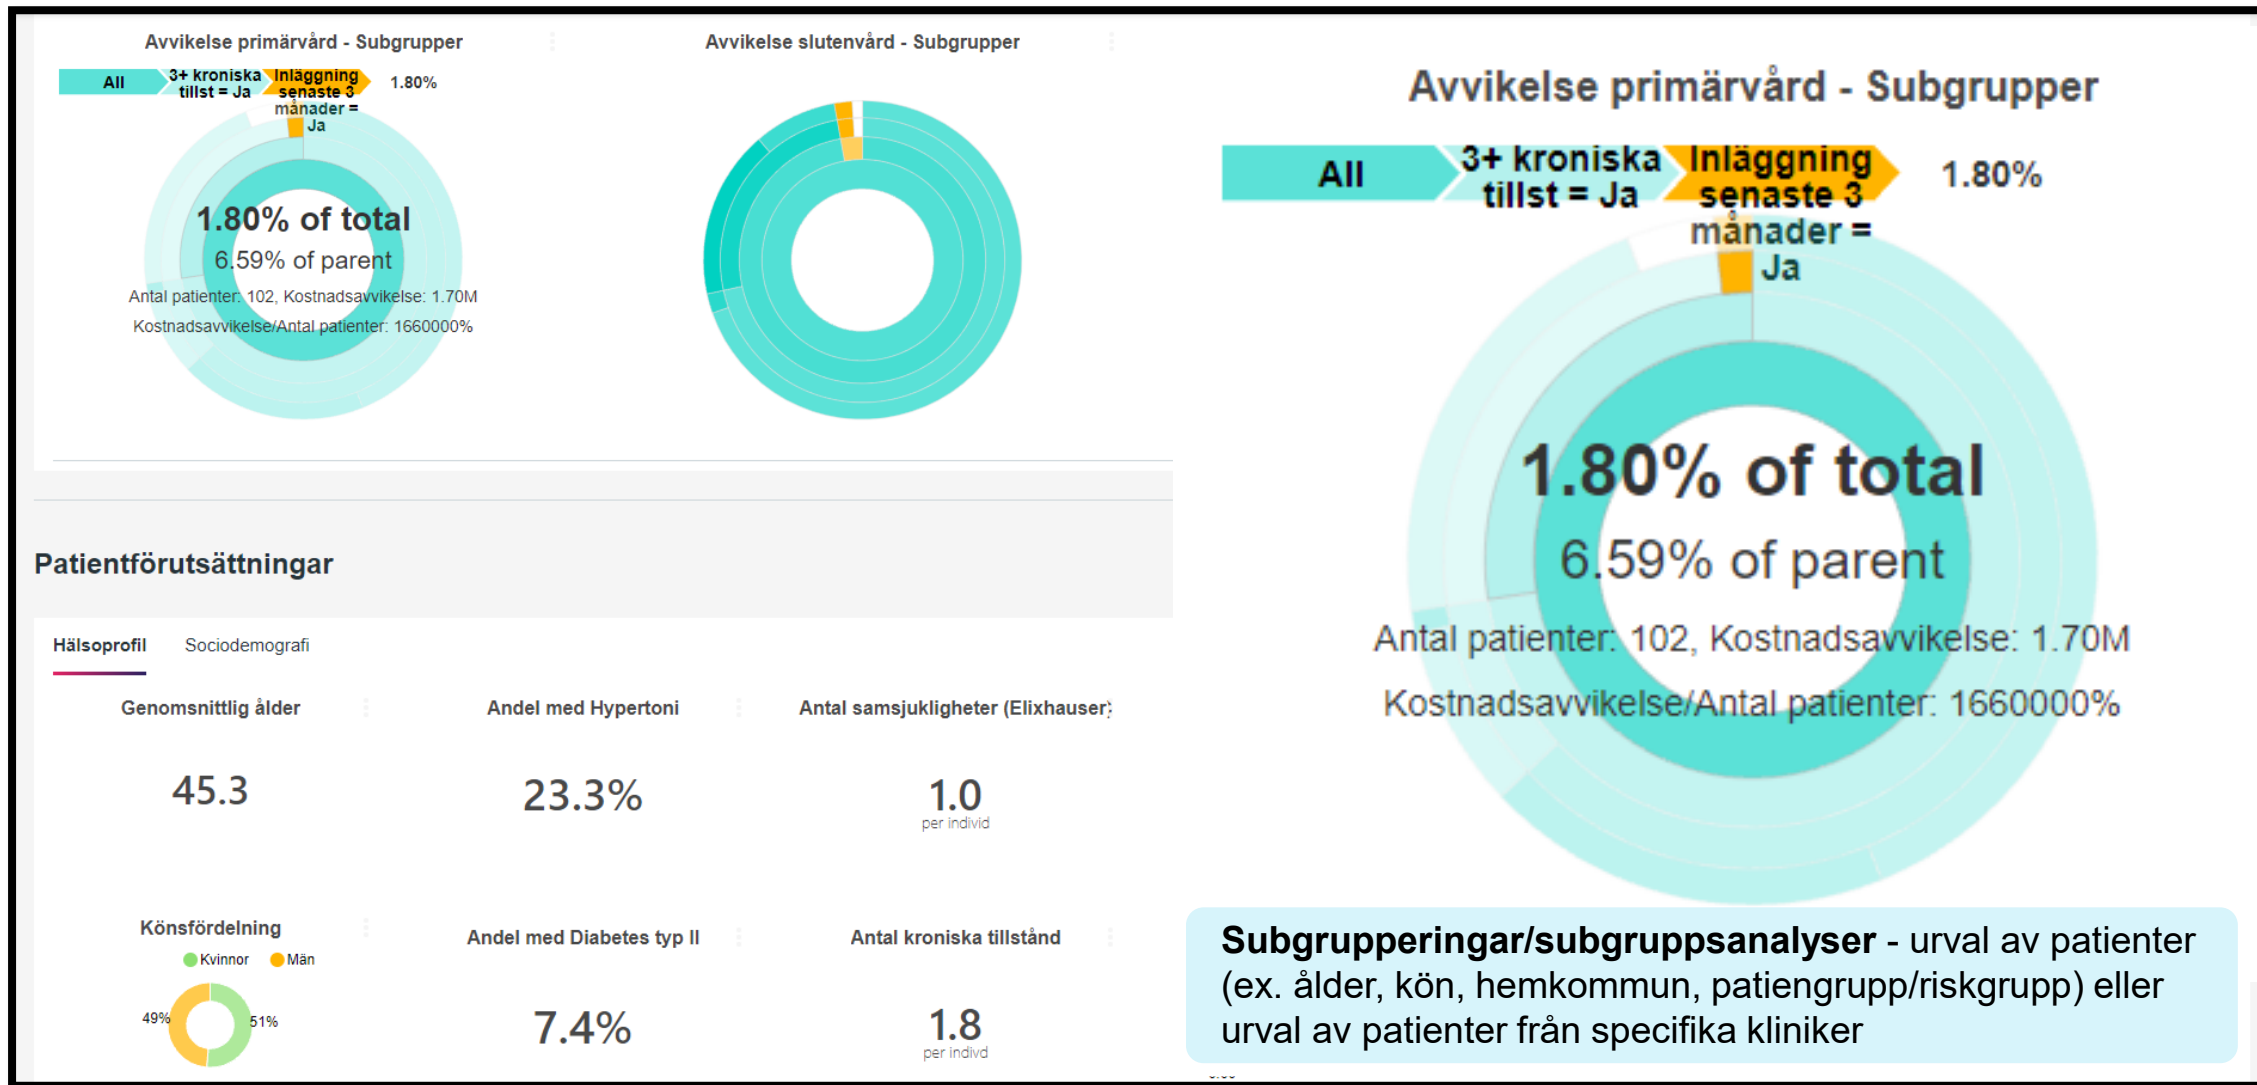 Avvikelse primärvård - Subgrupper
All
3+ kroniska
tillst = Ja
Inläggning
senaste 3
månader =
Ja
1.80%
1.80% of total
6.59% of parent
Antal patienter: 102, Kostnadsavvikelse: 1.70M
Kostnadsavvikelse/Antal patienter: 1660000%
Avvikelse slutenvård - Subgrupper
Patientförutsättningar
Hälsoprofil
Sociodemografi
Genomsnittlig ålder
45.3
Andel med Hypertoni
23.3%
Antal samsjukligheter (Elixhauser)
1.0
per individ
Könsfördelning
Kvinnor
Män
49%
51%
Andel med Diabetes typ II
7.4%
Antal kroniska tillstånd
1.8
per indivd
Avvikelse primärvård - Subgrupper
All
3+ kroniska
tillst = Ja
Inläggning
senaste 3
månader =
Ja
1.80%
1.80% of total
6.59% of parent
Antal patienter: 102, Kostnadsavvikelse: 1.70M
Kostnadsavvikelse/Antal patienter: 1660000%
Subgrupperingar/subgruppsanalyser - urval av patienter
(ex. ålder, kön, hemkommun, patiengrupp/riskgrupp) eller
urval av patienter från specifika kliniker